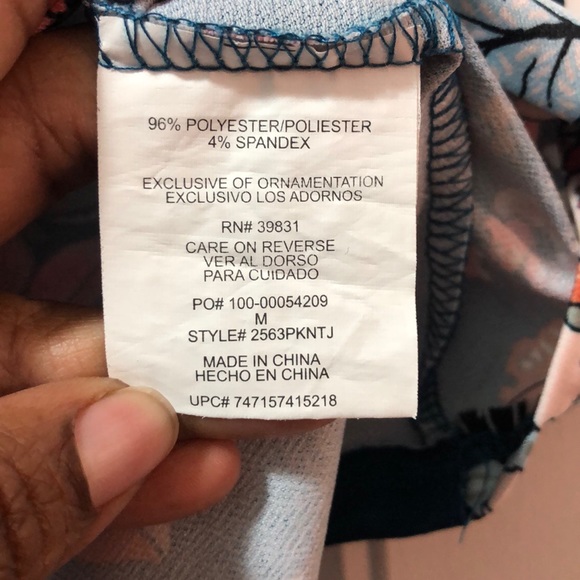 96% POLYESTER/POLIESTER
4% SPANDEX
EXCLUSIVE OF ORNAMENTATION
EXCLUSIVO LOS ADORNOS
RN# 39831
CARE ON REVERSE
VER AL DORSO
PARA CUIDADO
PO# 100-00054209
M
STYLE# 2563PKNTJ
MADE IN CHINA
HECHO EN CHINA
UPC# 747157415218